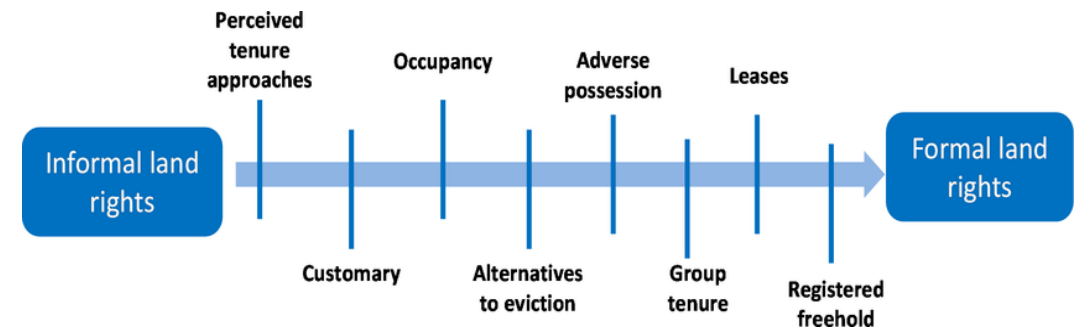 Perceived
tenure
approaches
Occupancy
Adverse
possession
Leases
Informal land
rights
Formal land
rights
Customary
Alternatives
to eviction
Group
tenure
Registered
freehold